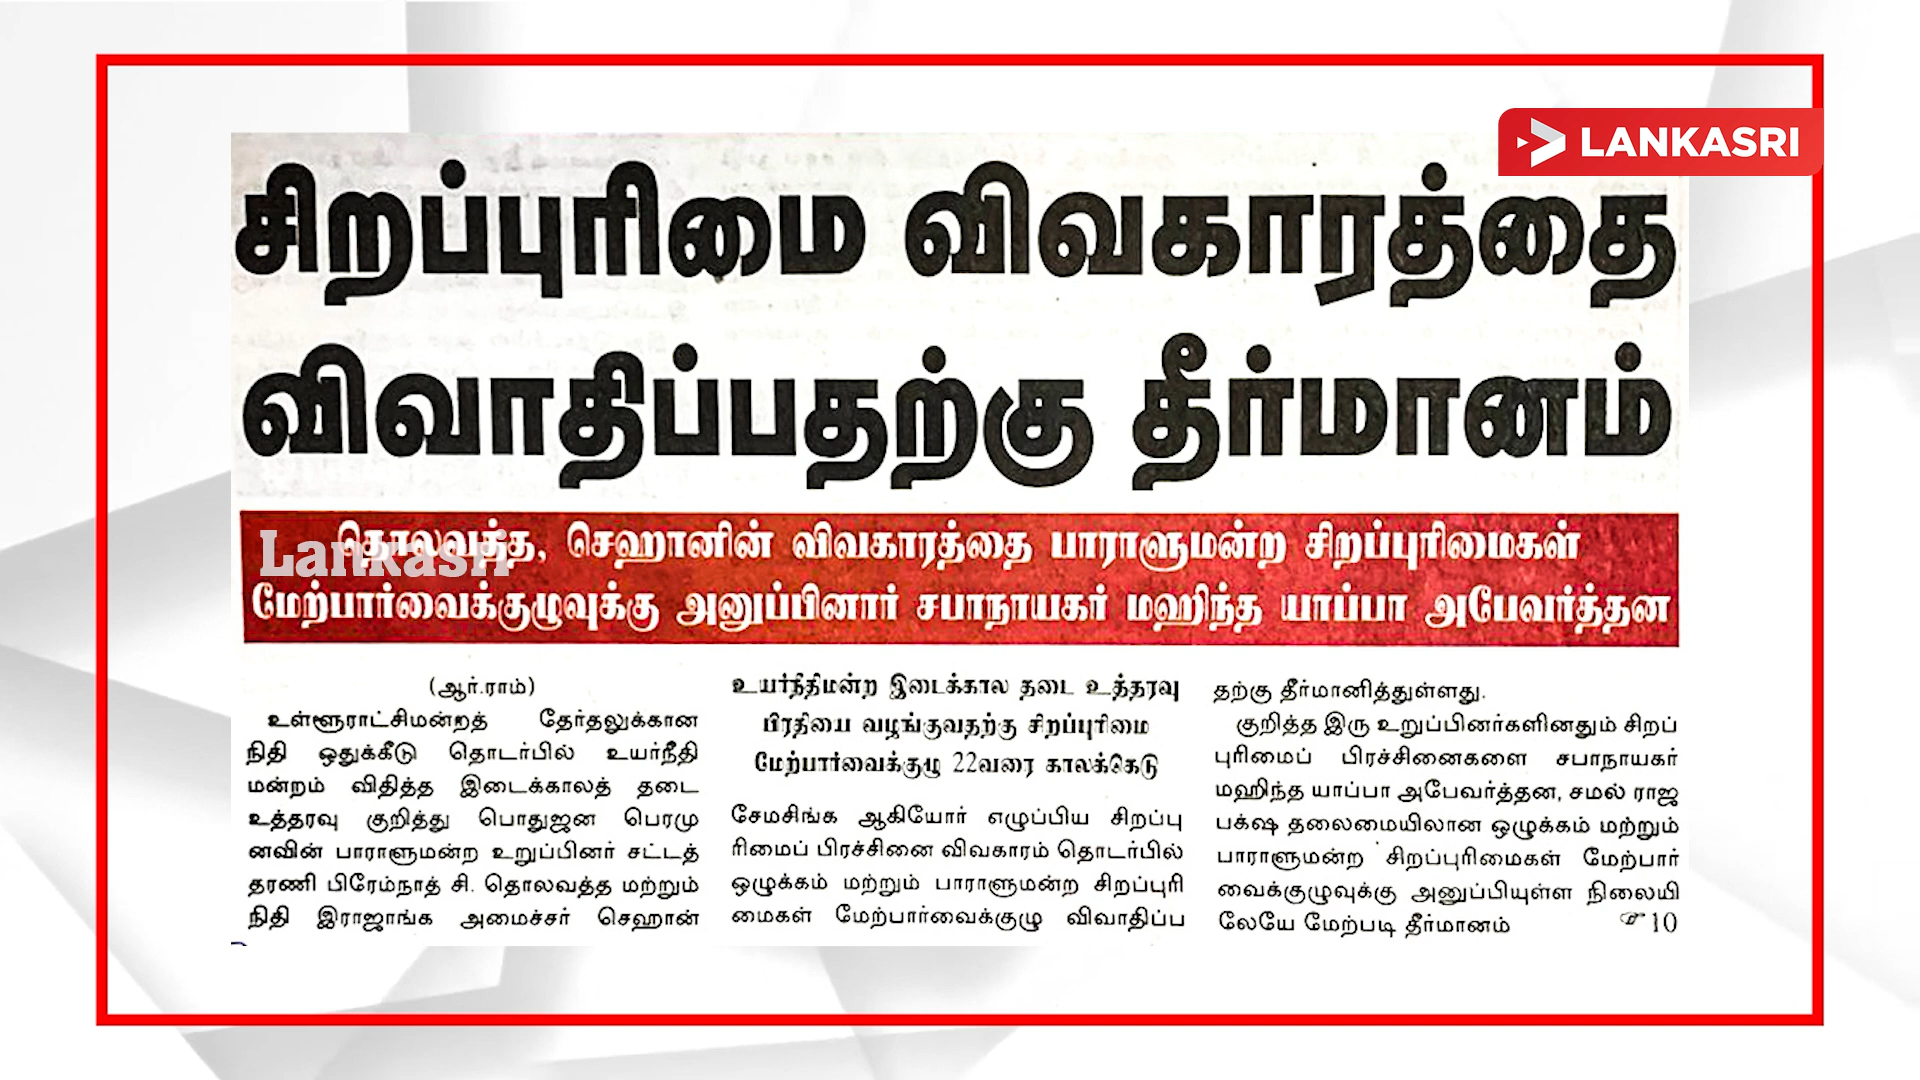 LANKASRI
சிறப்புரிமை விவகாரத்தை
விவாதிப்பதற்கு தீர்மானம்
Lankasri
தொலவத்த, செஹானின் விவகாரத்தை பாராளுமன்ற சிறப்புரிமைகள்
மேற்பார்வைக்குழுவுக்கு அனுப்பினார் சபாநாயகர் மஹிந்த யாப்பா அபேவர்த்தன
(ஆர்.ராம்)
உள்ளூராட்சிமன்றத் தேர்தலுக்கான
நிதி ஒதுக்கீடு தொடர்பில் உயர்நீதி
மன்றம் விதித்த இடைக்காலத் தடை
உத்தரவு குறித்து பொதுஜன பெரமு
னவின் பாராளுமன்ற உறுப்பினர் சட்டத்
தரணி பிரேம்நாத் சி. தொலவத்த மற்றும்
நிதி இராஜாங்க அமைச்சர் செஹான்
உயர்நீதிமன்ற இடைக்கால தடை உத்தரவு
பிரதியை வழங்குவதற்கு சிறப்புரிமை
மேற்பார்வைக்குழு 22வரை காலக்கெடு
சேமசிங்க ஆகியோர் எழுப்பிய சிறப்பு
ரிமைப் பிரச்சினை விவகாரம் தொடர்பில்
ஒழுக்கம் மற்றும் பாராளுமன்ற சிறப்புரி
மைகள் மேற்பார்வைக்குழு விவாதிப்ப
தற்கு தீர்மானித்துள்ளது.
குறித்த இரு உறுப்பினர்களினதும் சிறப்
புரிமைப் பிரச்சினைகளை சபாநாயகர்
மஹிந்த யாப்பா அபேவர்த்தன, சமல் ராஜ
பக்‌ஷ தலைமையிலான ஒழுக்கம் மற்றும்
பாராளுமன்ற சிறப்புரிமைகள் மேற்பார்
வைக்குழுவுக்கு அனுப்பியுள்ள நிலையி
லேயே மேற்படி தீர்மானம் ☞10